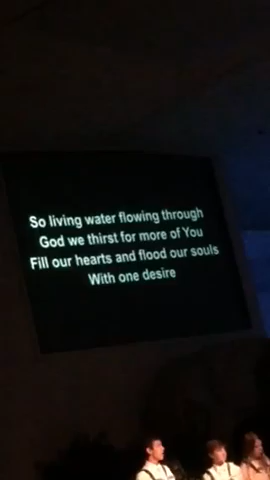 So living water flowing through
God we thirst for more of You
Fill our hearts and flood our souls
With one desire